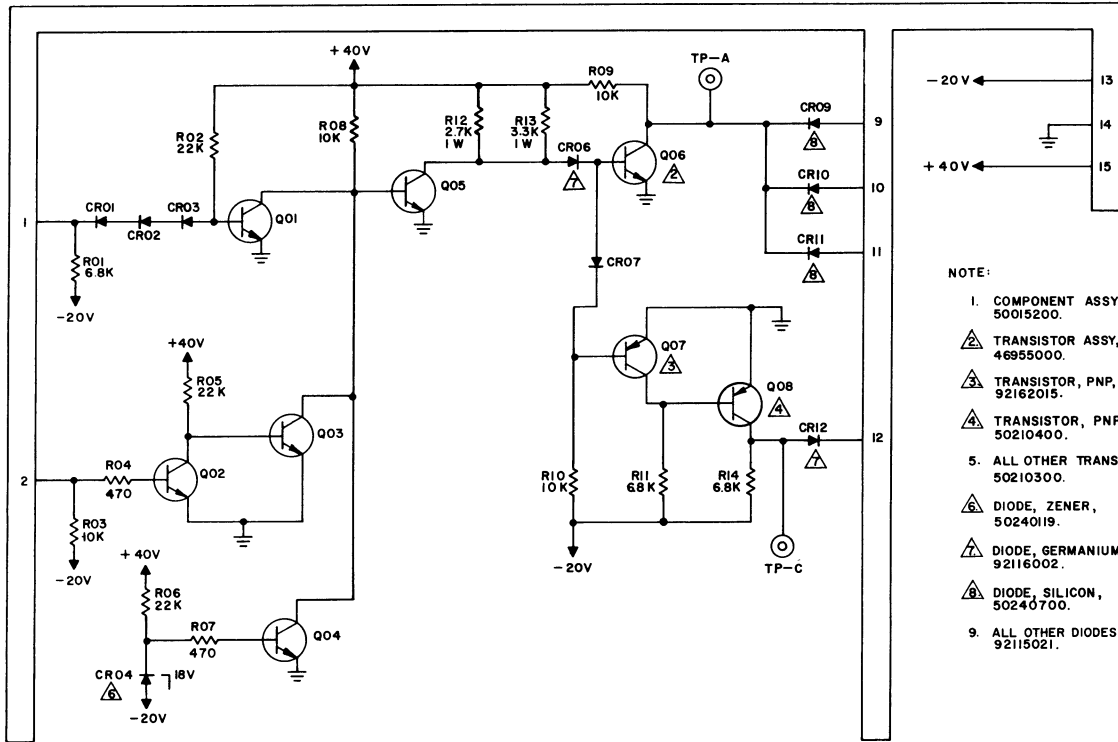 +40V
R02
22K
R08
10K
R12
2.7K
1W
R13
3.3K
1W
R09
10K
TP-A
CR09
8
9
CR06
7
Q06
2
CR10
8
10
CR11
8
11
Q05
1
CR01
CR02
CR03
Q01
R01
6.8K
-20V
CR07
+40V
R05
22K
Q03
2
R04
470
Q02
R03
10K
-20V
Q07
3
Q08
4
CR12
7
12
R10
10K
R11
6.8K
R14
6.8K
-20V
TP-C
+40V
R06
22K
R07
470
Q04
CR04
6
18V
-20V
-20V
13
14
+40V
15
NOTE:
1. COMPONENT ASSY
50015200.
2. TRANSISTOR ASSY,
46955000.
3. TRANSISTOR, PNP,
92162015.
4. TRANSISTOR, PNP
50210400.
5. ALL OTHER TRANS
50210300.
6. DIODE, ZENER,
50240119.
7. DIODE, GERMANIUM
92116002.
8. DIODE, SILICON,
50240700.
9. ALL OTHER DIODES
92115021.